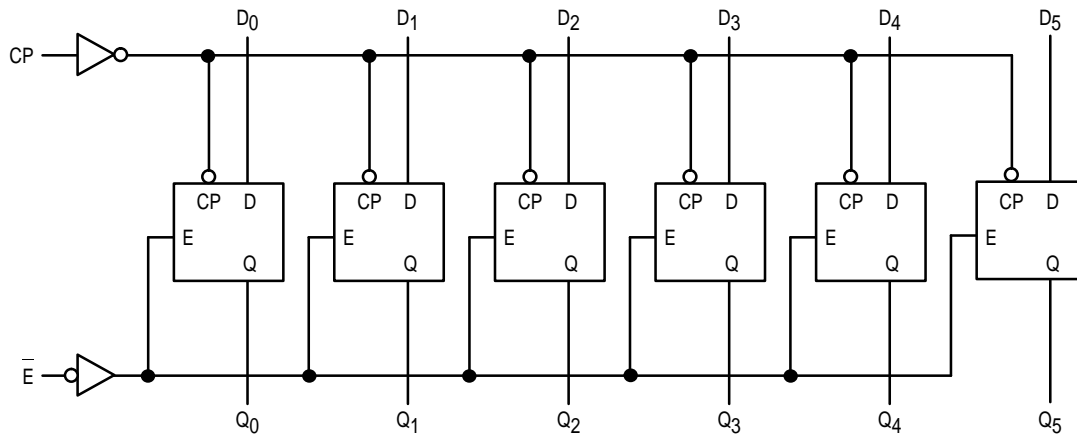 D0 D1 D2 D3 D4 D5
CP
CP D CP D CP D CP D CP D CP D
E E E E E E
Q Q Q Q Q Q
E̅
Q0 Q1 Q2 Q3 Q4 Q5